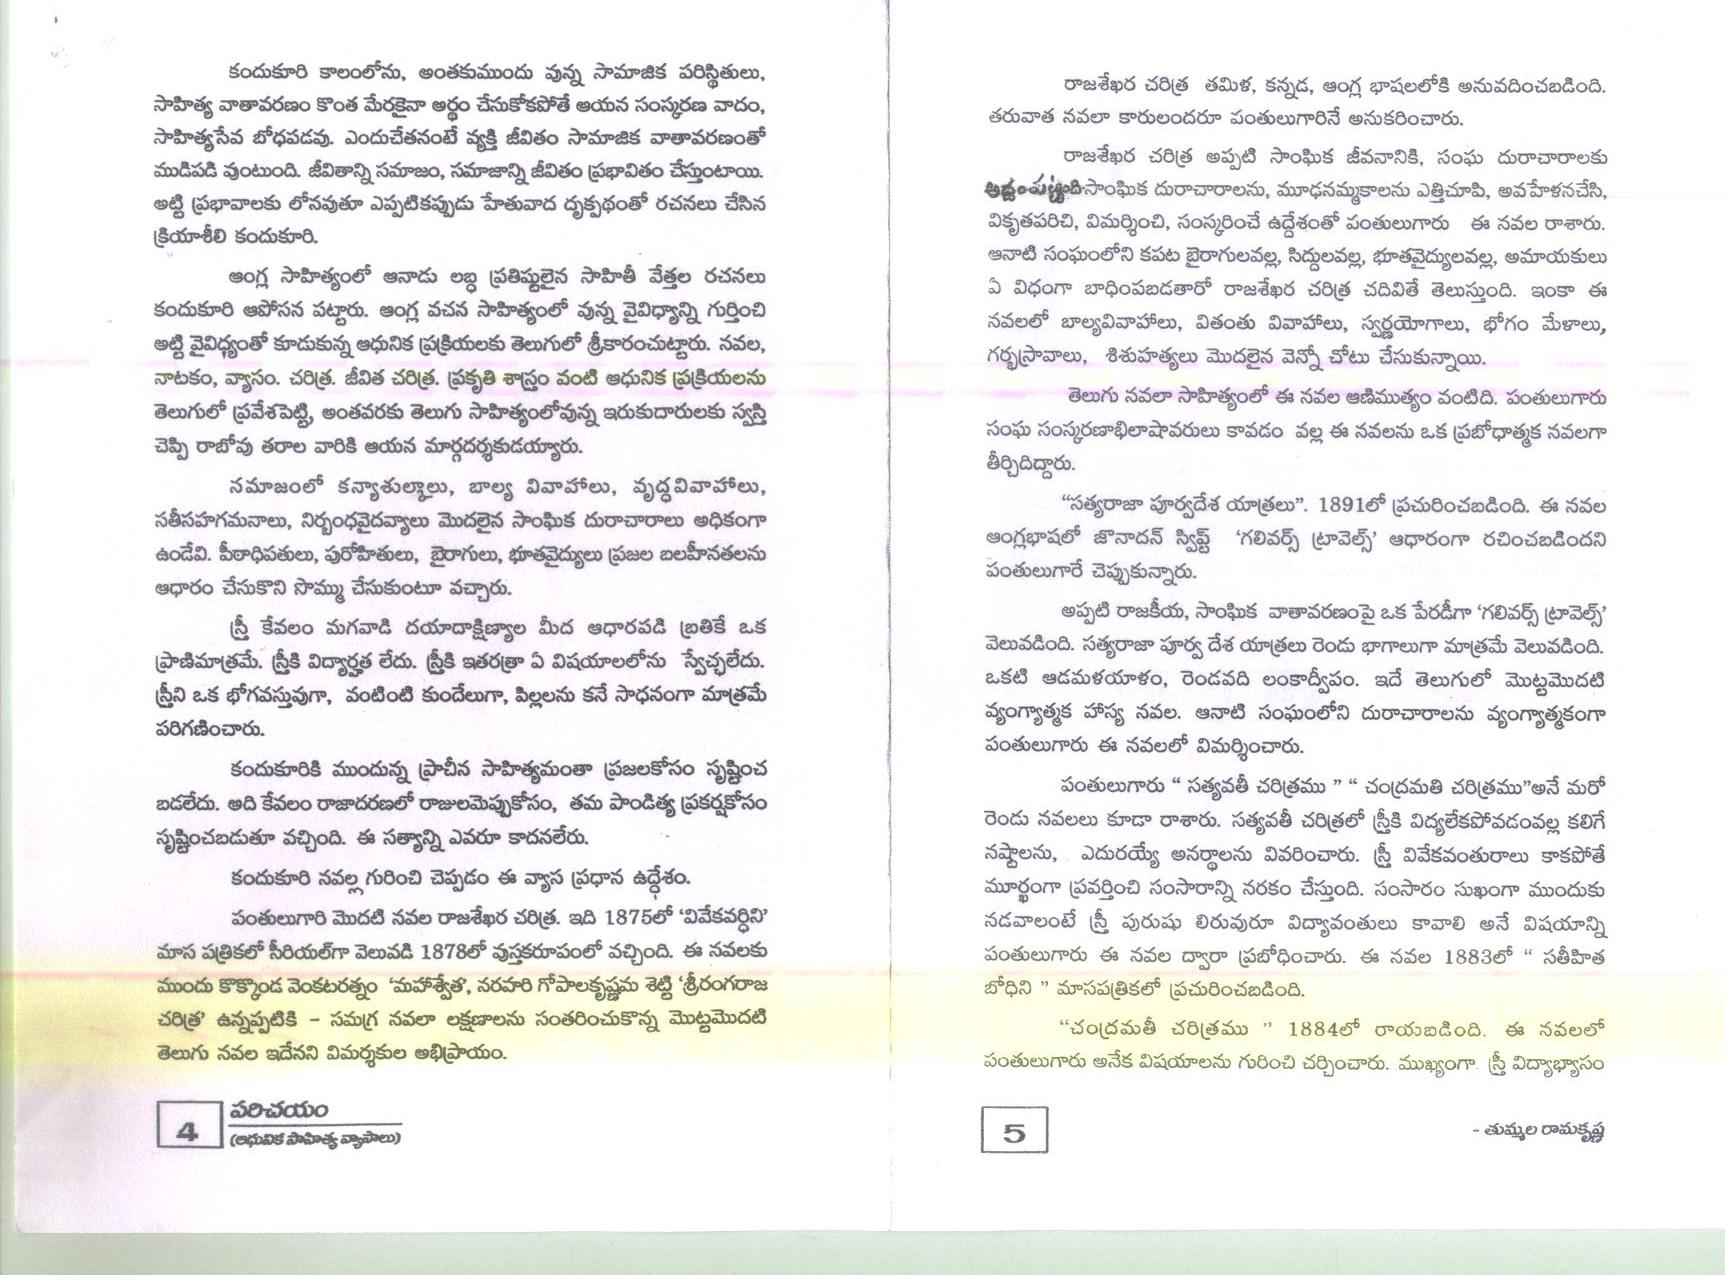 కందుకూరి కాలంలోను, అంతకుముందు వున్న సామాజిక పరిస్థితులు,
సాహిత్య వాతావరణం కొంత మేరకైనా అర్థం చేసుకోకపోతే ఆయన సంస్కరణ వాదం,
సాహిత్యసేవ బోధపడవు. ఎందుచేతనంటే వ్యక్తి జీవితం సామాజిక వాతావరణంతో
ముడిపడి వుంటుంది. జీవితాన్ని సమాజం, సమాజాన్ని జీవితం ప్రభావితం చేస్తుంటాయి.
అట్టి ప్రభావాలకు లోనవుతూ ఎప్పటికప్పుడు హేతువాద దృక్పథంతో రచనలు చేసిన
క్రియాశీలి కందుకూరి.
ఆంగ్ల సాహిత్యంలో ఆనాడు లబ్ధ ప్రతిష్టులైన సాహితీ వేత్తల రచనలు
కందుకూరి ఆపోసన పట్టారు. ఆంగ్ల వచన సాహిత్యంలో వున్న వైవిధ్యాన్ని గుర్తించి
అట్టి వైవిధ్యంతో కూడుకున్న ఆధునిక ప్రక్రియలకు తెలుగులో శ్రీకారంచుట్టారు. నవల,
నాటకం, వ్యాసం. చరిత్ర. జీవిత చరిత్ర. ప్రకృతి శాస్త్రం వంటి ఆధునిక ప్రక్రియలను
తెలుగులో ప్రవేశపెట్టి, అంతవరకు తెలుగు సాహిత్యంలోవున్న ఇరుకుదారులకు స్వస్తి
చెప్పి రాబోవు తరాల వారికి ఆయన మార్గదర్శకుడయ్యారు.
సమాజంలో కన్యాశుల్కాలు, బాల్య వివాహాలు, వృద్ధవివాహాలు,
సతీసహగమనాలు, నిర్బంధవైదవ్యాలు మొదలైన సాంఘిక దురాచారాలు అధికంగా
ఉండేవి. పీఠాధిపతులు, పురోహితులు, బైరాగులు, భూతవైద్యులు ప్రజల బలహీనతలను
ఆధారం చేసుకొని సొమ్ము చేసుకుంటూ వచ్చారు.
స్త్రీ కేవలం మగవాడి దయాదాక్షిణ్యాల మీద ఆధారపడి బ్రతికే ఒక
ప్రాణిమాత్రమే. స్త్రీకి విద్యార్హత లేదు. స్త్రీకి ఇతరత్రా ఏ విషయాలలోను స్వేచ్ఛలేదు.
స్త్రీని ఒక భోగవస్తువుగా, వంటింటి కుందేలుగా, పిల్లలను కనే సాధనంగా మాత్రమే
పరిగణించారు.
కందుకూరికి ముందున్న ప్రాచీన సాహిత్యమంతా ప్రజలకోసం సృష్టించ
బడలేదు. అది కేవలం రాజాదరణలో రాజులమెప్పుకోసం, తమ పాండిత్య ప్రకర్షకోసం
సృష్టించబడుతూ వచ్చింది. ఈ సత్యాన్ని ఎవరూ కాదనలేరు.
కందుకూరి నవల్ల గురించి చెప్పడం ఈ వ్యాస ప్రధాన ఉద్ధేశం.
పంతులుగారి మొదటి నవల రాజశేఖర చరిత్ర. ఇది 1875లో 'వివేకవర్ధిని'
మాస పత్రికలో సీరియల్‌గా వెలువడి 1878లో పుస్తకరూపంలో వచ్చింది. ఈ నవలకు
ముందు కొక్కొండ వెంకటరత్నం 'మహాశ్వేత', నరహరి గోపాలకృష్ణమ శెట్టి 'శ్రీరంగరాజ
చరిత్ర' ఉన్నప్పటికి - సమగ్ర నవలా లక్షణాలను సంతరించుకొన్న మొట్టమొదటి
తెలుగు నవల ఇదేనని విమర్శకుల అభిప్రాయం.
4 పరిచయం
(ఆధునిక సాహిత్య వ్యాసాలు)
రాజశేఖర చరిత్ర తమిళ, కన్నడ, ఆంగ్ల భాషలలోకి అనువదించబడింది.
తరువాత నవలా కారులందరూ పంతులుగారినే అనుకరించారు.
రాజశేఖర చరిత్ర అప్పటి సాంఘిక జీవనానికి, సంఘ దురాచారాలకు
అద్దంపట్టింది సాంఘిక దురాచారాలను, మూఢనమ్మకాలను ఎత్తిచూపి, అవహేళనచేసి,
వికృతపరిచి, విమర్శించి, సంస్కరించే ఉద్దేశంతో పంతులుగారు ఈ నవల రాశారు.
ఆనాటి సంఘంలోని కపట బైరాగులవల్ల, సిద్దులవల్ల, భూతవైద్యులవల్ల, అమాయకులు
ఏ విధంగా బాధింపబడతారో రాజశేఖర చరిత్ర చదివితే తెలుస్తుంది. ఇంకా ఈ
నవలలో బాల్యవివాహాలు, వితంతు వివాహాలు, స్వర్ణయోగాలు, భోగం మేళాలు,
గర్భస్రావాలు, శిశుహత్యలు మొదలైన వెన్నో చోటు చేసుకున్నాయి.
తెలుగు నవలా సాహిత్యంలో ఈ నవల ఆణిముత్యం వంటిది. పంతులుగారు
సంఘ సంస్కరణాభిలాషావరులు కావడం వల్ల ఈ నవలను ఒక ప్రబోధాత్మక నవలగా
తీర్చిదిద్దారు.
"సత్యరాజా పూర్వదేశ యాత్రలు". 1891లో ప్రచురించబడింది. ఈ నవల
ఆంగ్లభాషలో జొనాదన్ స్విఫ్ట్ 'గలివర్స్ ట్రావెల్స్' ఆధారంగా రచించబడిందని
పంతులుగారే చెప్పుకున్నారు.
అప్పటి రాజకీయ, సాంఘిక వాతావరణంపై ఒక పేరడీగా 'గలివర్స్ ట్రావెల్స్'
వెలువడింది. సత్యరాజా పూర్వ దేశ యాత్రలు రెండు భాగాలుగా మాత్రమే వెలువడింది.
ఒకటి ఆడమళయాళం, రెండవది లంకాద్వీపం. ఇదే తెలుగులో మొట్టమొదటి
వ్యంగ్యాత్మక హాస్య నవల. ఆనాటి సంఘంలోని దురాచారాలను వ్యంగ్యాత్మకంగా
పంతులుగారు ఈ నవలలో విమర్శించారు.
పంతులుగారు " సత్యవతీ చరిత్రము " " చంద్రమతి చరిత్రము"అనే మరో
రెండు నవలలు కూడా రాశారు. సత్యవతీ చరిత్రలో స్త్రీకి విద్యలేకపోవడంవల్ల కలిగే
నష్టాలను, ఎదురయ్యే అనర్థాలను వివరించారు. స్త్రీ వివేకవంతురాలు కాకపోతే
మూర్ఖంగా ప్రవర్తించి సంసారాన్ని నరకం చేస్తుంది. సంసారం సుఖంగా ముందుకు
నడవాలంటే స్త్రీ పురుషు లిరువురూ విద్యావంతులు కావాలి అనే విషయాన్ని
పంతులుగారు ఈ నవల ద్వారా ప్రబోధించారు. ఈ నవల 1883లో " సతీహిత
బోధిని " మాసపత్రికలో ప్రచురించబడింది.
"చంద్రమతీ చరిత్రము " 1884లో రాయబడింది. ఈ నవలలో
పంతులుగారు అనేక విషయాలను గురించి చర్చించారు. ముఖ్యంగా స్త్రీ విద్యాభ్యాసం
5
- తుమ్మల రామకృష్ణ